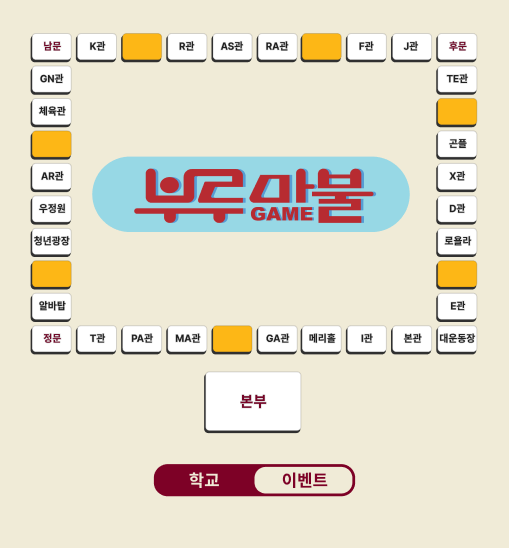 남문 K관 R관 AS관 RA관 F관 J관 후문
GN관 TE관
체육관
곤플
AR관 X관
우정원 D관
청년광장 로욜라
알바탑 E관
정문 T관 PA관 MA관 GA관 메리홀 I관 본관 대운동장
부루마불
GAME
본부
학교 이벤트